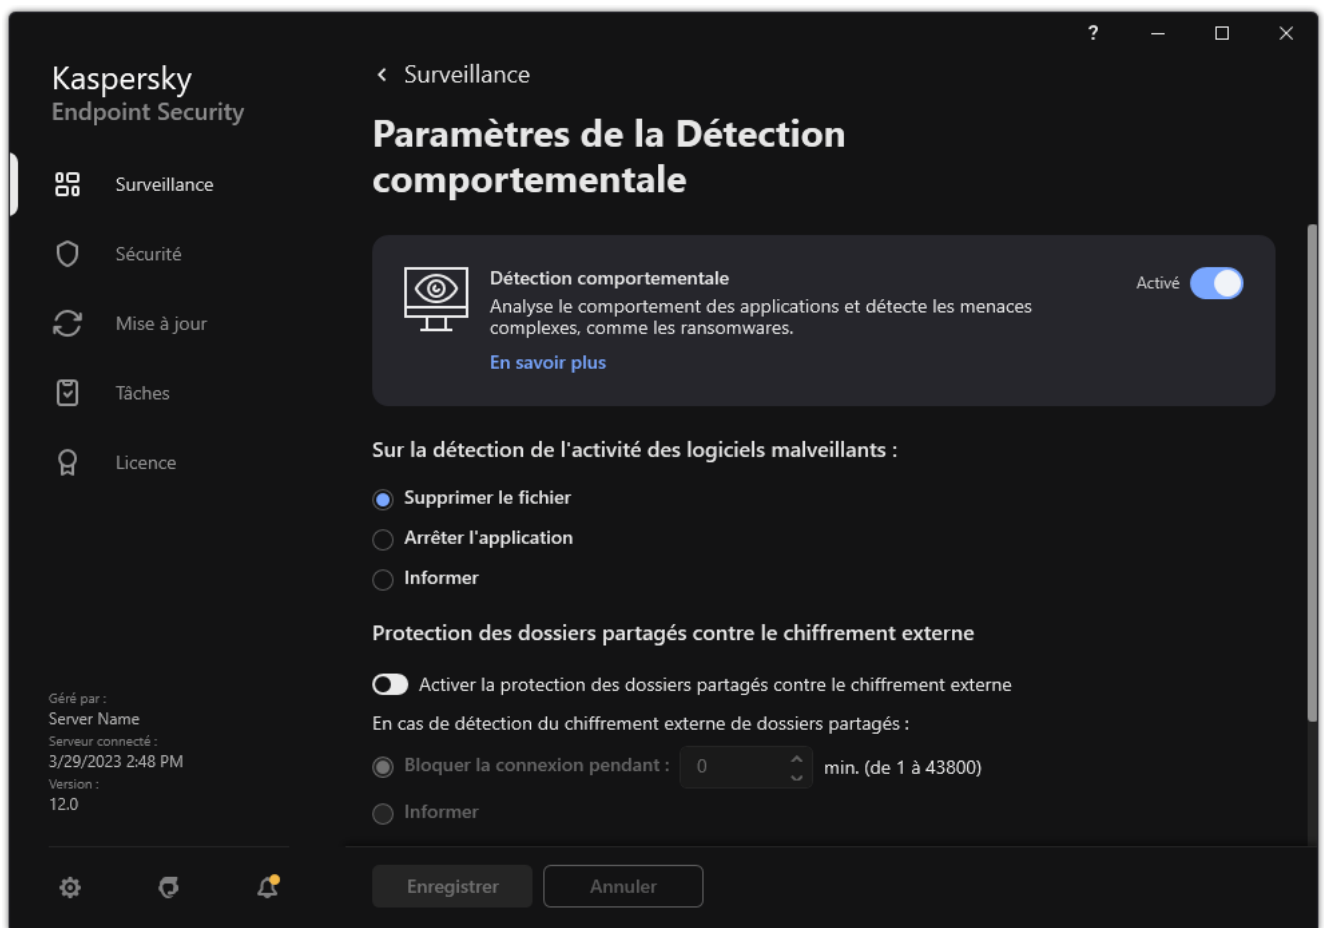 ?
Kaspersky
Endpoint Security
Surveillance
Sécurité
Mise à jour
Tâches
Licence
Géré par :
Server Name
Serveur connecté :
3/29/2023 2:48 PM
Version :
12.0
Surveillance
Paramètres de la Détection
comportementale
Détection comportementale
Analyse le comportement des applications et détecte les menaces
complexes, comme les ransomwares.
En savoir plus
Activé
Sur la détection de l'activité des logiciels malveillants :
Supprimer le fichier
Arrêter l'application
Informer
Protection des dossiers partagés contre le chiffrement externe
Activer la protection des dossiers partagés contre le chiffrement externe
En cas de détection du chiffrement externe de dossiers partagés :
Bloquer la connexion pendant : 0 min. (de 1 à 43800)
Informer
Enregistrer
Annuler